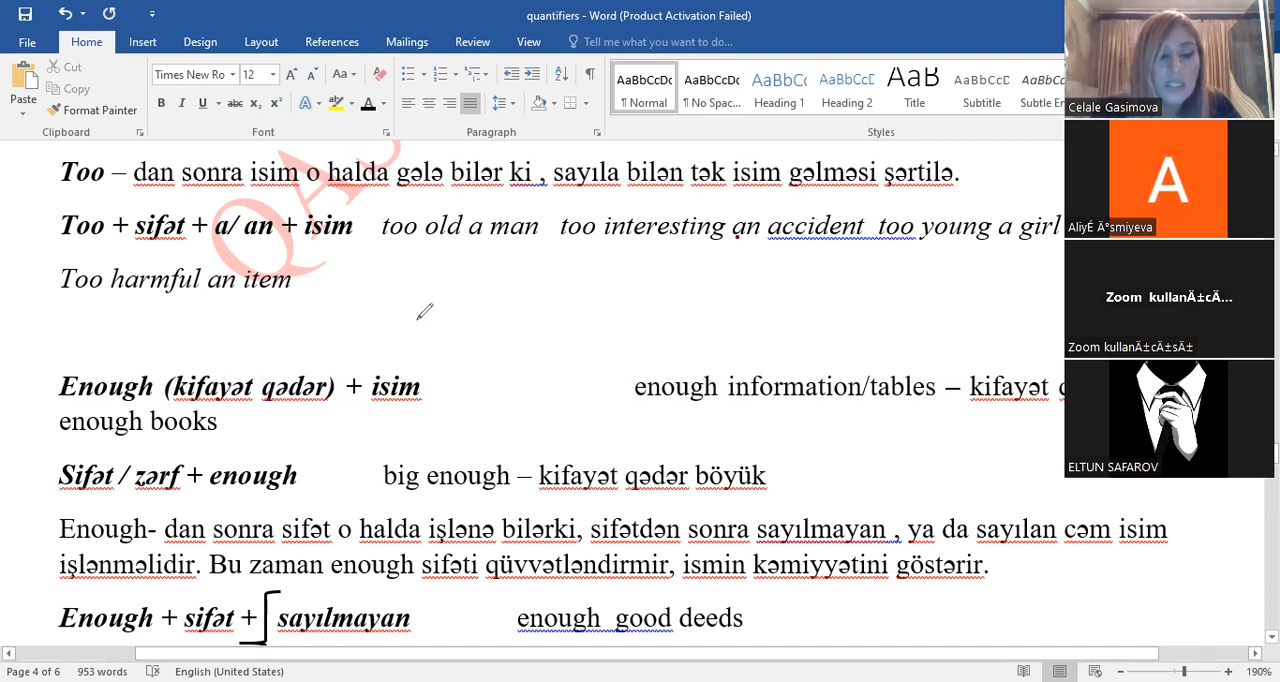 quantifiers - Word (Product Activation Failed)
File Home Insert Design Layout References Mailings Review View Tell me what you want to do...
Paste Cut Copy Format Painter
Times New Ro 12 Aa
AaBbCcDc AaBbCcDc AaBbCc AaBbCcD AaB AaBbCcD
¶ Normal ¶ No Spac... Heading 1 Heading 2 Title Subtitle
Clipboard Font Paragraph Styles
Celale Gasimova
Too – dan sonra isim o halda gələ bilər ki , sayıla bilən tək isim gəlməsi şərtilə.
Too + sifət + a/ an + isim too old a man too interesting an accident too young a girl
Too harmful an item
Enough (kifayət qədər) + isim enough information/tables – kifayət
enough books
Sifət / zərf + enough big enough – kifayət qədər böyük
Enough- dan sonra sifət o halda işlənə bilərki, sifətdən sonra sayılmayan , ya da sayılan cəm isim
işlənməlidir. Bu zaman enough sifəti qüvvətləndirmir, ismin kəmiyyətini göstərir.
Enough + sifət + sayılmayan enough good deeds
A
AliyÉ Ä°smiyeva
Zoom kullanÄ±cÄ...
Zoom kullanÄ±cÄ±sÄ±
ELTUN SAFAROV
Page 4 of 6 953 words English (United States) 190%